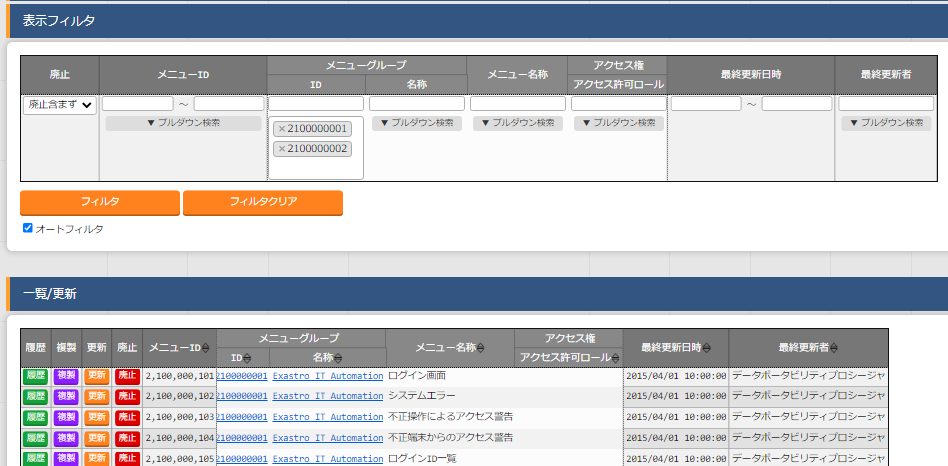 表示フィルタ
廃止 メニューID メニューグループ メニュー名称 アクセス権 最終更新日時 最終更新者
ID 名称 アクセス許可ロール
廃止含まず ～ ～
▼ プルダウン検索 ×2100000001 ▼ プルダウン検索 ▼ プルダウン検索 ▼ プルダウン検索 ▼ プルダウン検索
×2100000002
フィルタ フィルタクリア
オートフィルタ
一覧/更新
履歴 複製 更新 廃止 メニューID メニューグループ メニュー名称 アクセス権 最終更新日時 最終更新者
ID 名称 アクセス許可ロール
履歴 複製 更新 廃止 2,100,000,101 2100000001 Exastro IT Automation ログイン画面 2015/04/01 10:00:00 データポータビリティプロシージャ
履歴 複製 更新 廃止 2,100,000,102 2100000001 Exastro IT Automation システムエラー 2015/04/01 10:00:00 データポータビリティプロシージャ
履歴 複製 更新 廃止 2,100,000,103 2100000001 Exastro IT Automation 不正操作によるアクセス警告 2015/04/01 10:00:00 データポータビリティプロシージャ
履歴 複製 更新 廃止 2,100,000,104 2100000001 Exastro IT Automation 不正端末からのアクセス警告 2015/04/01 10:00:00 データポータビリティプロシージャ
履歴 複製 更新 廃止 2,100,000,105 2100000001 Exastro IT Automation ログインID一覧 2015/04/01 10:00:00 データポータビリティプロシージャ